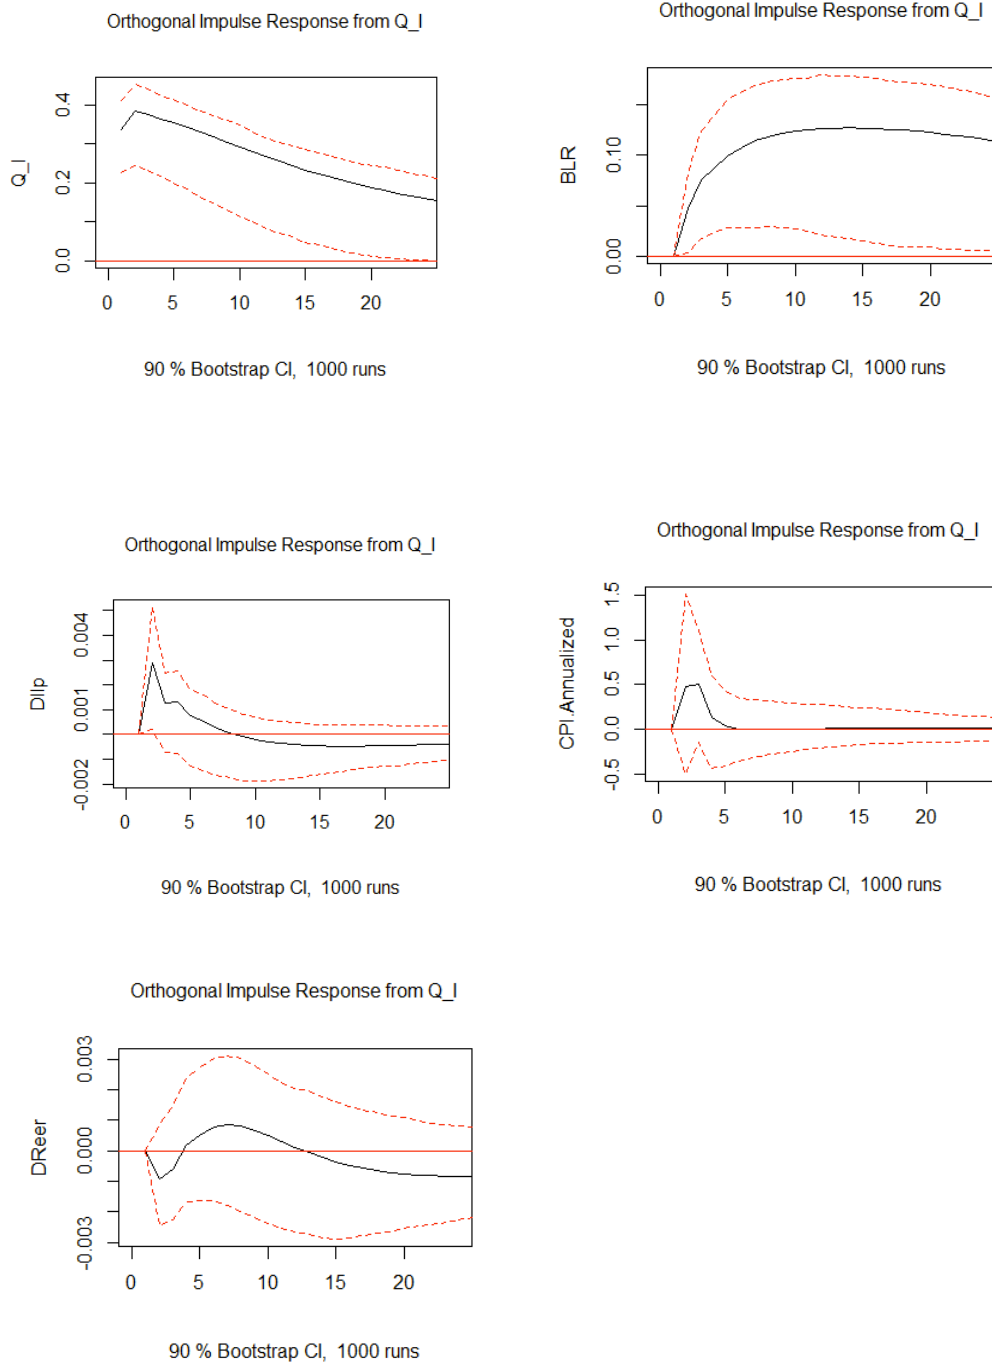 Orthogonal Impulse Response from Q_I
Q_I
0.0 0.2 0.4
0 5 10 15 20
90 % Bootstrap CI, 1000 runs
Orthogonal Impulse Response from Q_I
BLR
0.00 0.10
0 5 10 15 20
90 % Bootstrap CI, 1000 runs
Orthogonal Impulse Response from Q_I
DIIp
-0.002 0.001 0.004
0 5 10 15 20
90 % Bootstrap CI, 1000 runs
Orthogonal Impulse Response from Q_I
CPI.Annualized
-0.5 0.0 0.5 1.0 1.5
0 5 10 15 20
90 % Bootstrap CI, 1000 runs
Orthogonal Impulse Response from Q_I
DReer
-0.003 0.000 0.003
0 5 10 15 20
90 % Bootstrap CI, 1000 runs